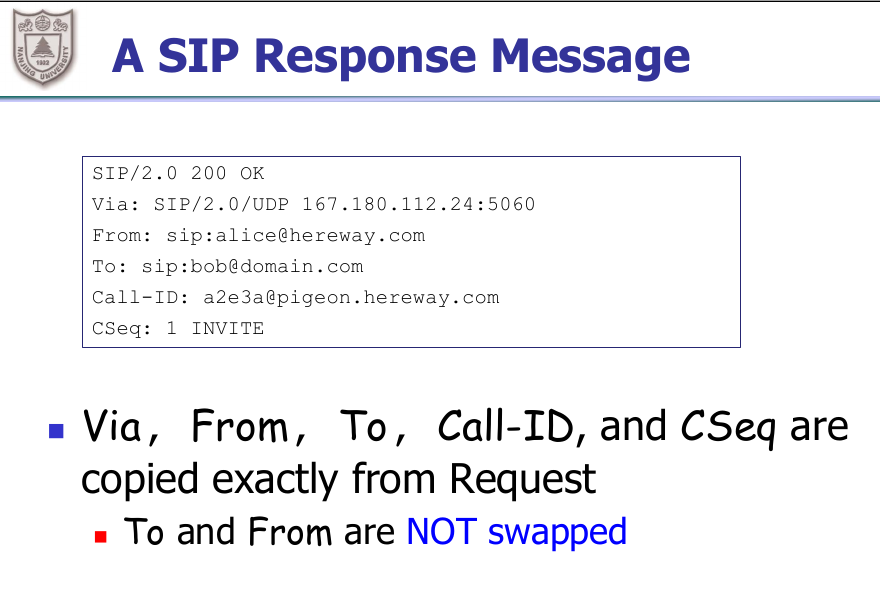 NANJING UNIVERSITY
1902
A SIP Response Message
SIP/2.0 200 OK
Via: SIP/2.0/UDP 167.180.112.24:5060
From: sip:alice@hereway.com
To: sip:bob@domain.com
Call-ID: a2e3a@pigeon.hereway.com
CSeq: 1 INVITE
Via, From, To, Call-ID, and CSeq are
copied exactly from Request
To and From are NOT swapped